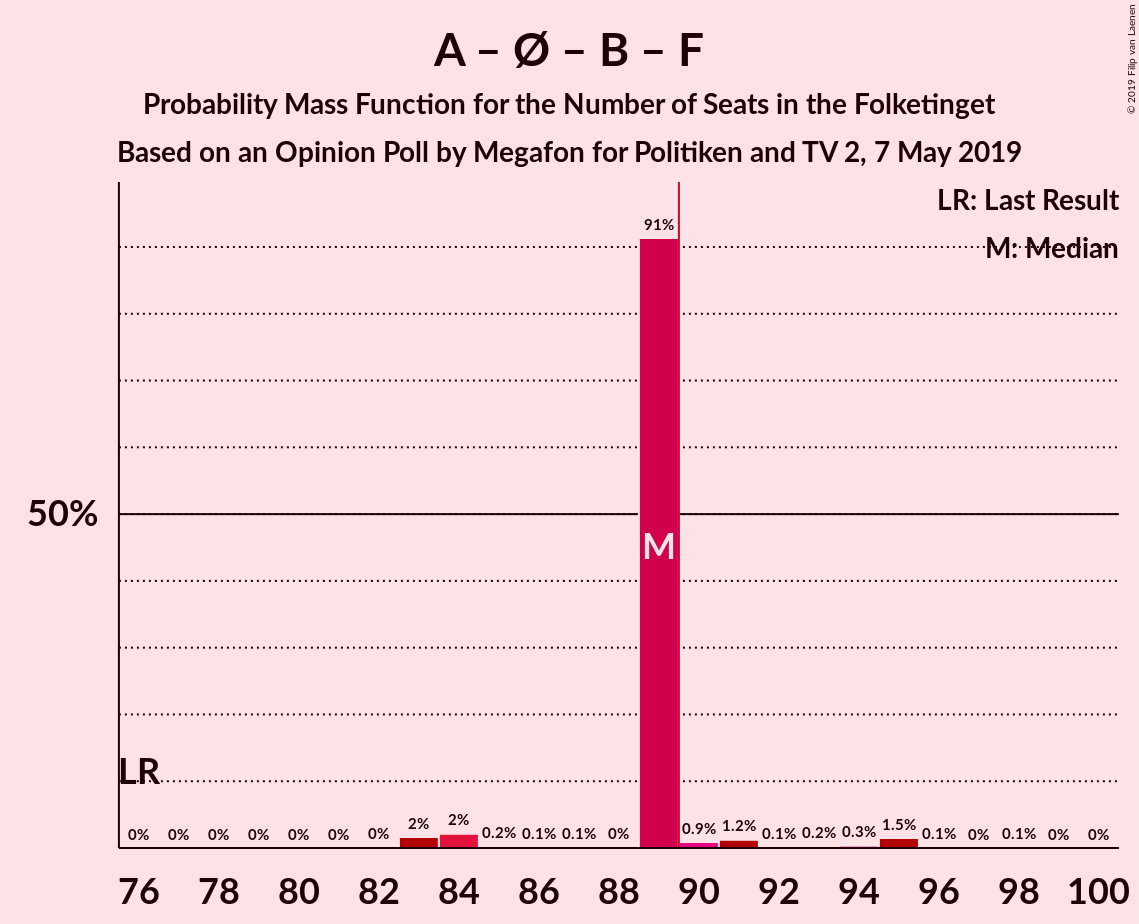 A – Ø – B – F
Probability Mass Function for the Number of Seats in the Folketinget
Based on an Opinion Poll by Megafon for Politiken and TV 2, 7 May 2019
© 2019 Filip van Laenen
LR: Last Result
M: Median
91%
50%
M
LR
0% 0% 0% 0% 0% 0% 0% 2% 2% 0.2% 0.1% 0.1% 0% 0.9% 1.2% 0.1% 0.2% 0.3% 1.5% 0.1% 0% 0.1% 0% 0%
76 78 80 82 84 86 88 90 92 94 96 98 100